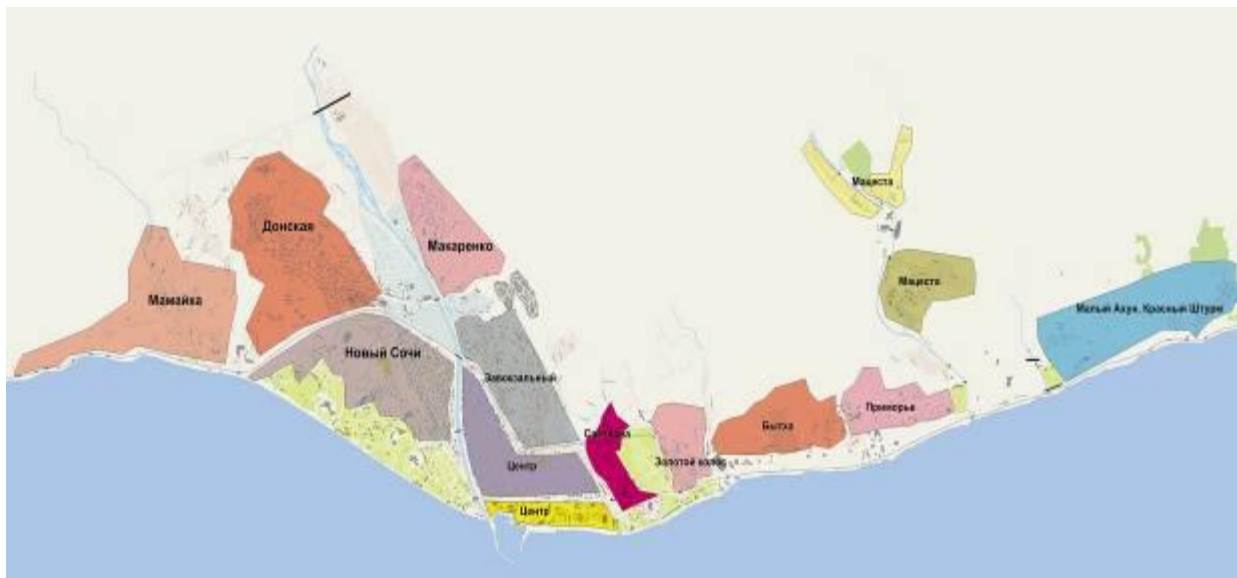 Мацеста
Донская
Макаренко
Мацеста
Мамайка
Малый Ахун. Красный Штурм
Новый Сочи
Завокзальный
Приморье
Бытха
Светлана
Золотой колос
Центр
Центр